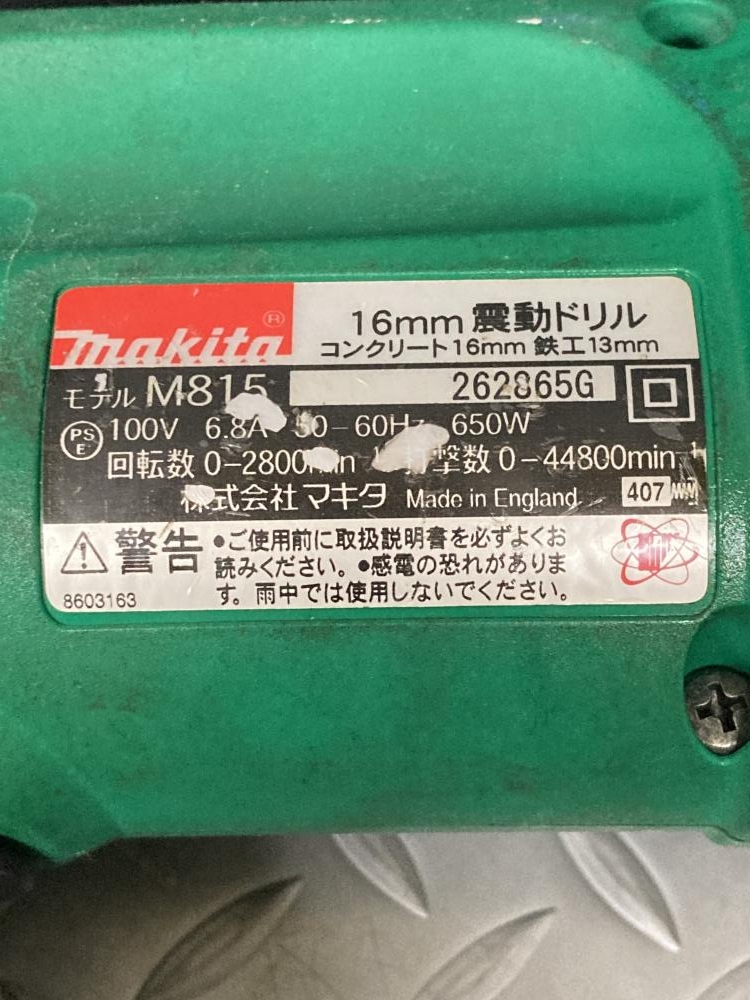 makita®
16mm 震動ドリル
コンクリート16mm 鉄工13mm
モデル M815 262865G
PSE 100V 6.8A 50-60Hz 650W
回転数 0-2800min⁻¹ 打撃数 0-44800min⁻¹
株式会社マキタ Made in England 407
警告 •ご使用前に取扱説明書を必ずよくお
読みください。•感電の恐れがありま
す。雨中では使用しないでください。
8603163